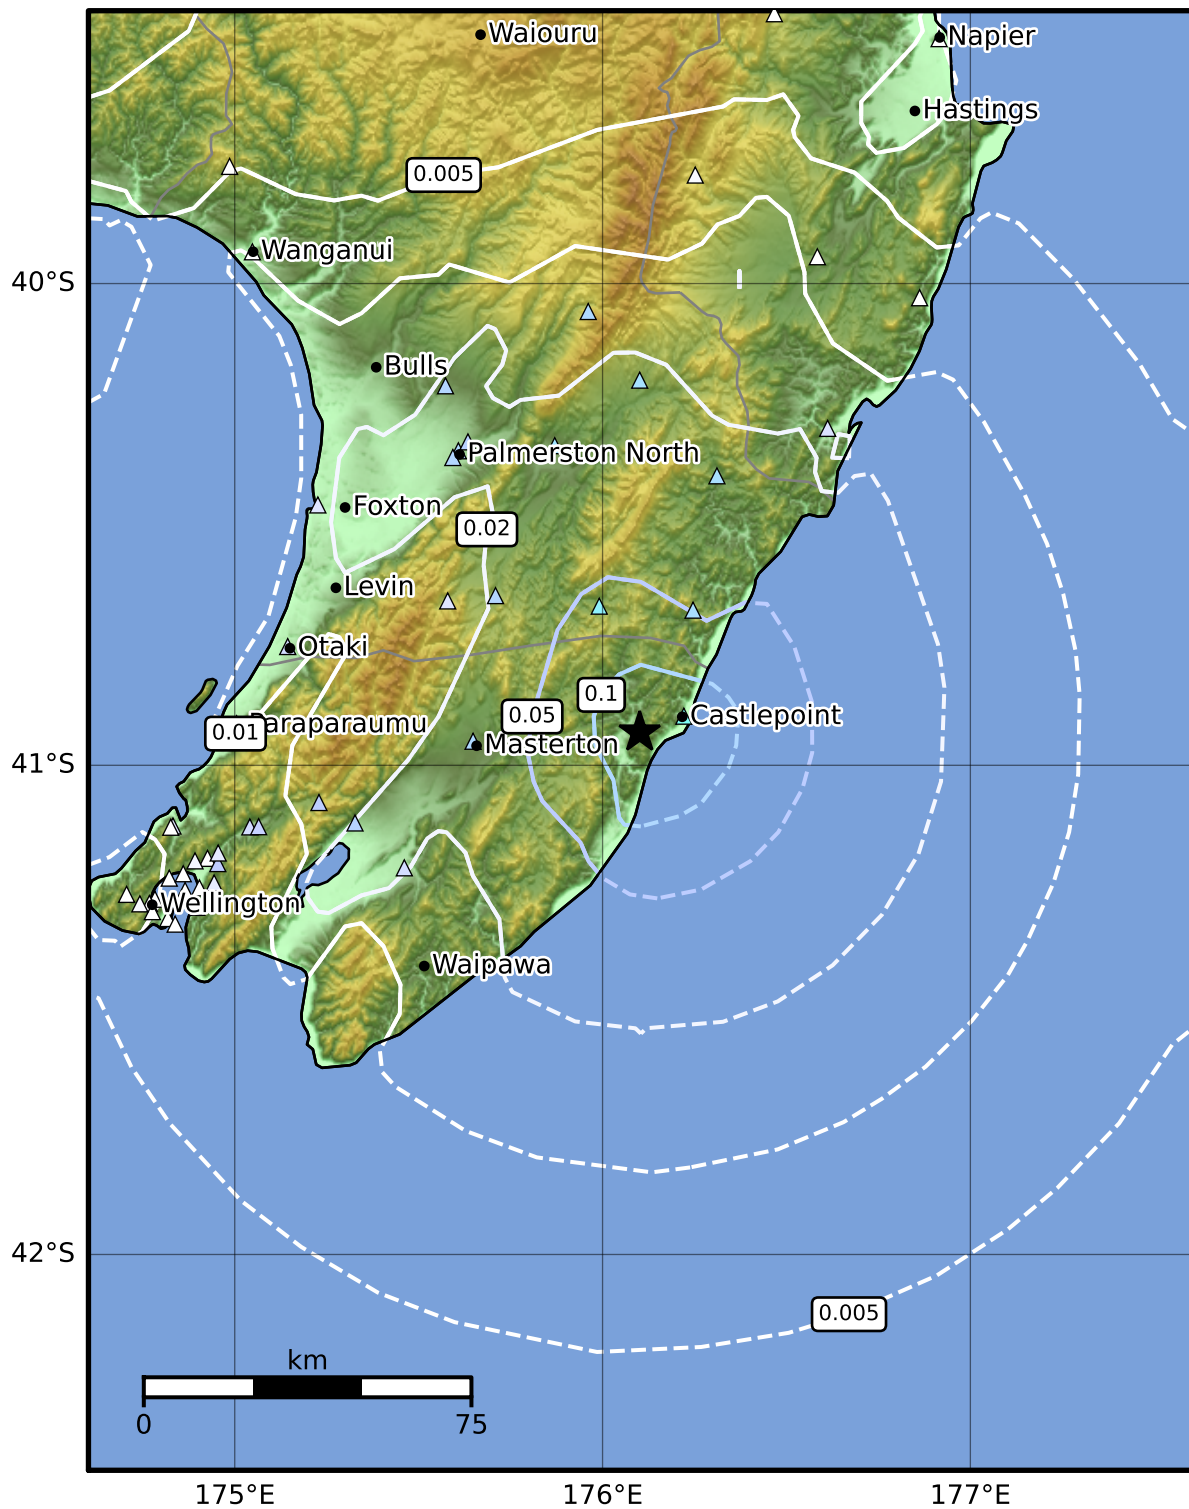 Waiouru
Napier
Hastings
0.005
Wanganui
40°S
Bulls
Palmerston North
Foxton
0.02
Levin
Otaki
0.1
0.05
Castlepoint
Paraparaumu
0.01
Masterton
41°S
Wellington
Waipawa
42°S
0.005
km
0
75
175°E
176°E
177°E